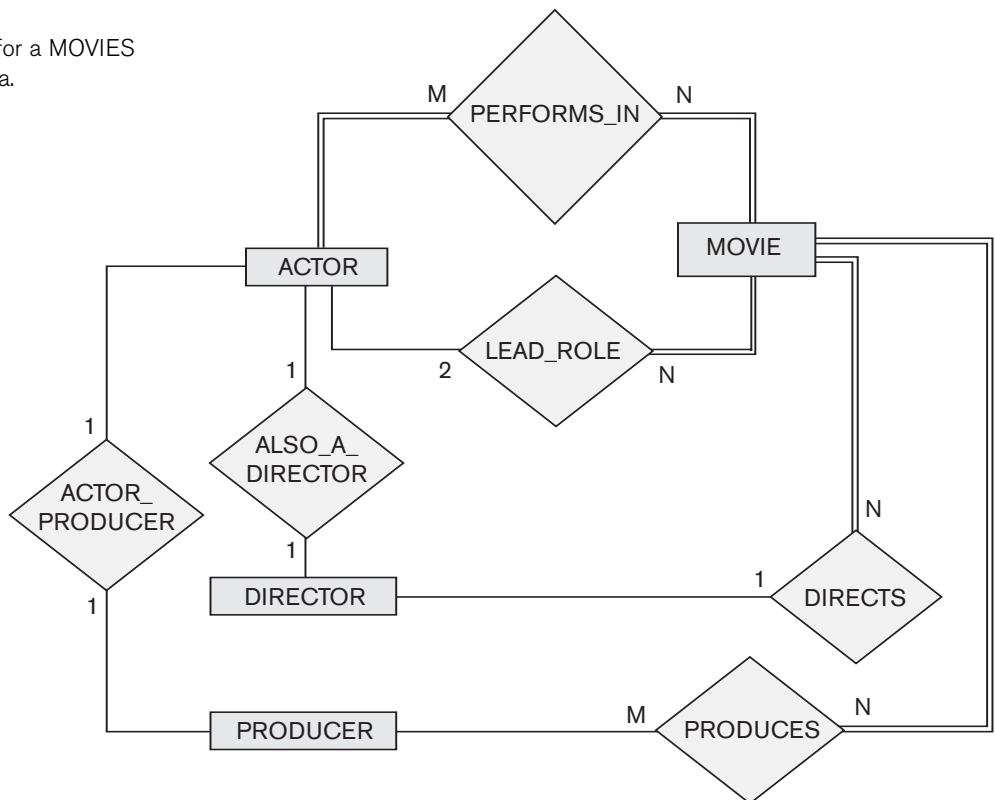 for a MOVIES
a.
M
N
PERFORMS_IN
MOVIE
ACTOR
LEAD_ROLE
2
N
1
1
ALSO_A_
DIRECTOR
ACTOR_
PRODUCER
N
1
1
1
DIRECTOR
DIRECTS
M
N
PRODUCER
PRODUCES